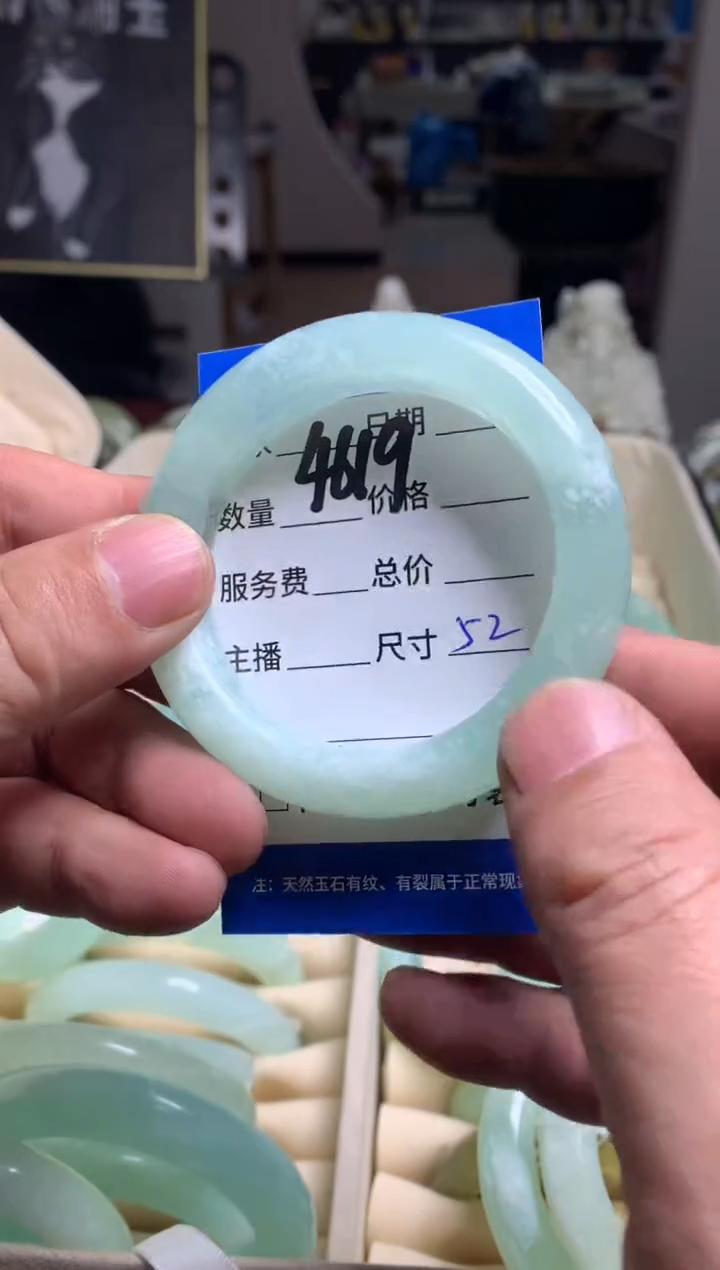 4619
日期
数量 价格
服务费 总价
主播 尺寸 52
注：天然玉石有纹、有裂属于正常现